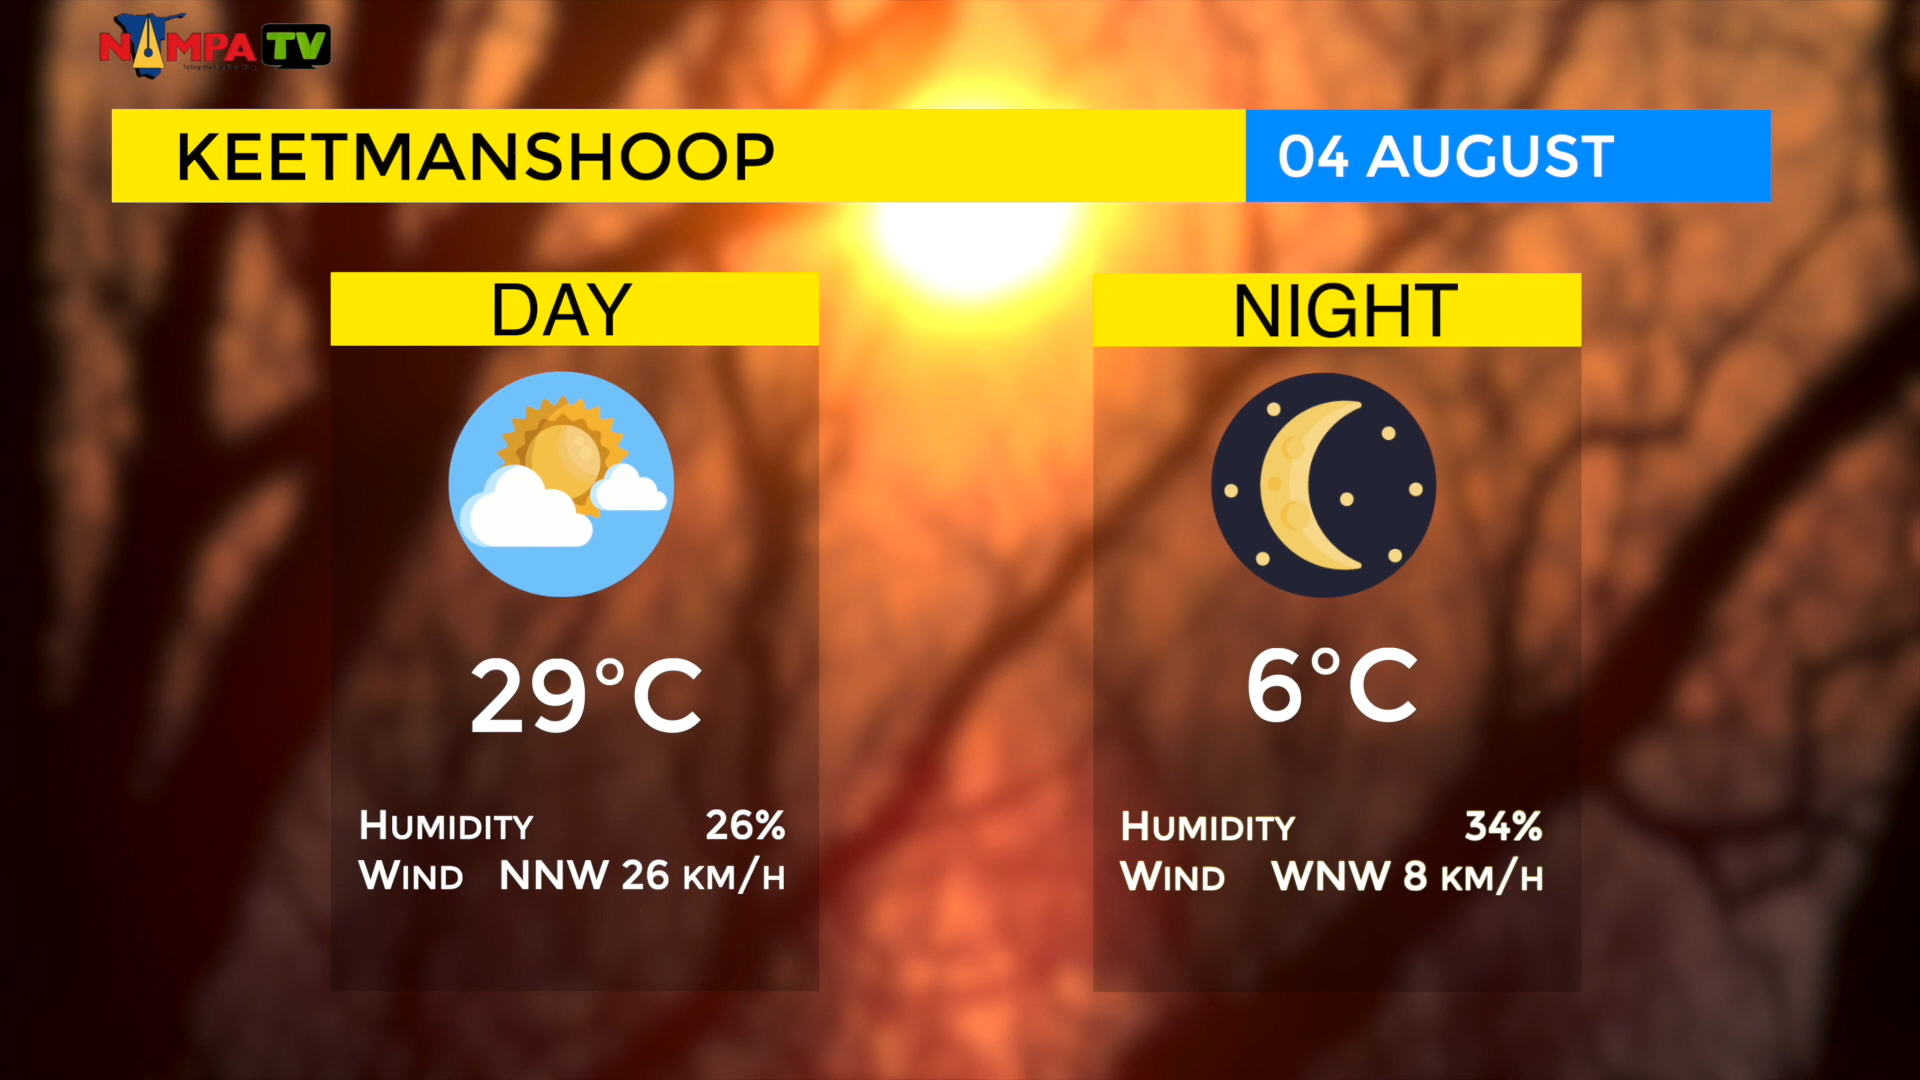 NAMPA TV
KEETMANSHOOP
04 AUGUST
DAY
29°C
HUMIDITY 26%
WIND NNW 26 KM/H
NIGHT
6°C
HUMIDITY 34%
WIND WNW 8 KM/H